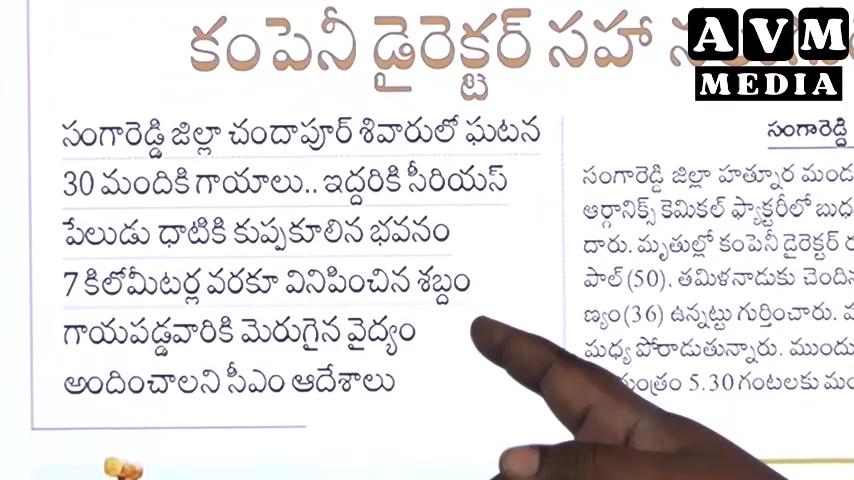 కంపెనీ డైరెక్టర్ సహా
AVM
MEDIA
సంగారెడ్డి జిల్లా చందాపూర్ శివారులో ఘటన
30 మందికి గాయాలు.. ఇద్దరికి సీరియస్
పేలుడు ధాటికి కుప్పకూలిన భవనం
7 కిలోమీటర్ల వరకూ వినిపించిన శబ్దం
గాయపడ్డవారికి మెరుగైన వైద్యం
అందించాలని సీఎం ఆదేశాలు
సంగారెడ్డి
సంగారెడ్డి జిల్లా హత్నూర
ఆర్గానిక్స్ కెమికల్ ఫ్యాక్టరీలో
దారు. మృతుల్లో కంపెనీ డైరెక్టర్
పాల్ (50), తమిళనాడుకు
ణ్యం(36) ఉన్నట్టు గుర్తించారు.
మధ్య పోరాడుతున్నారు. ముందు
5.30 గంటలకు